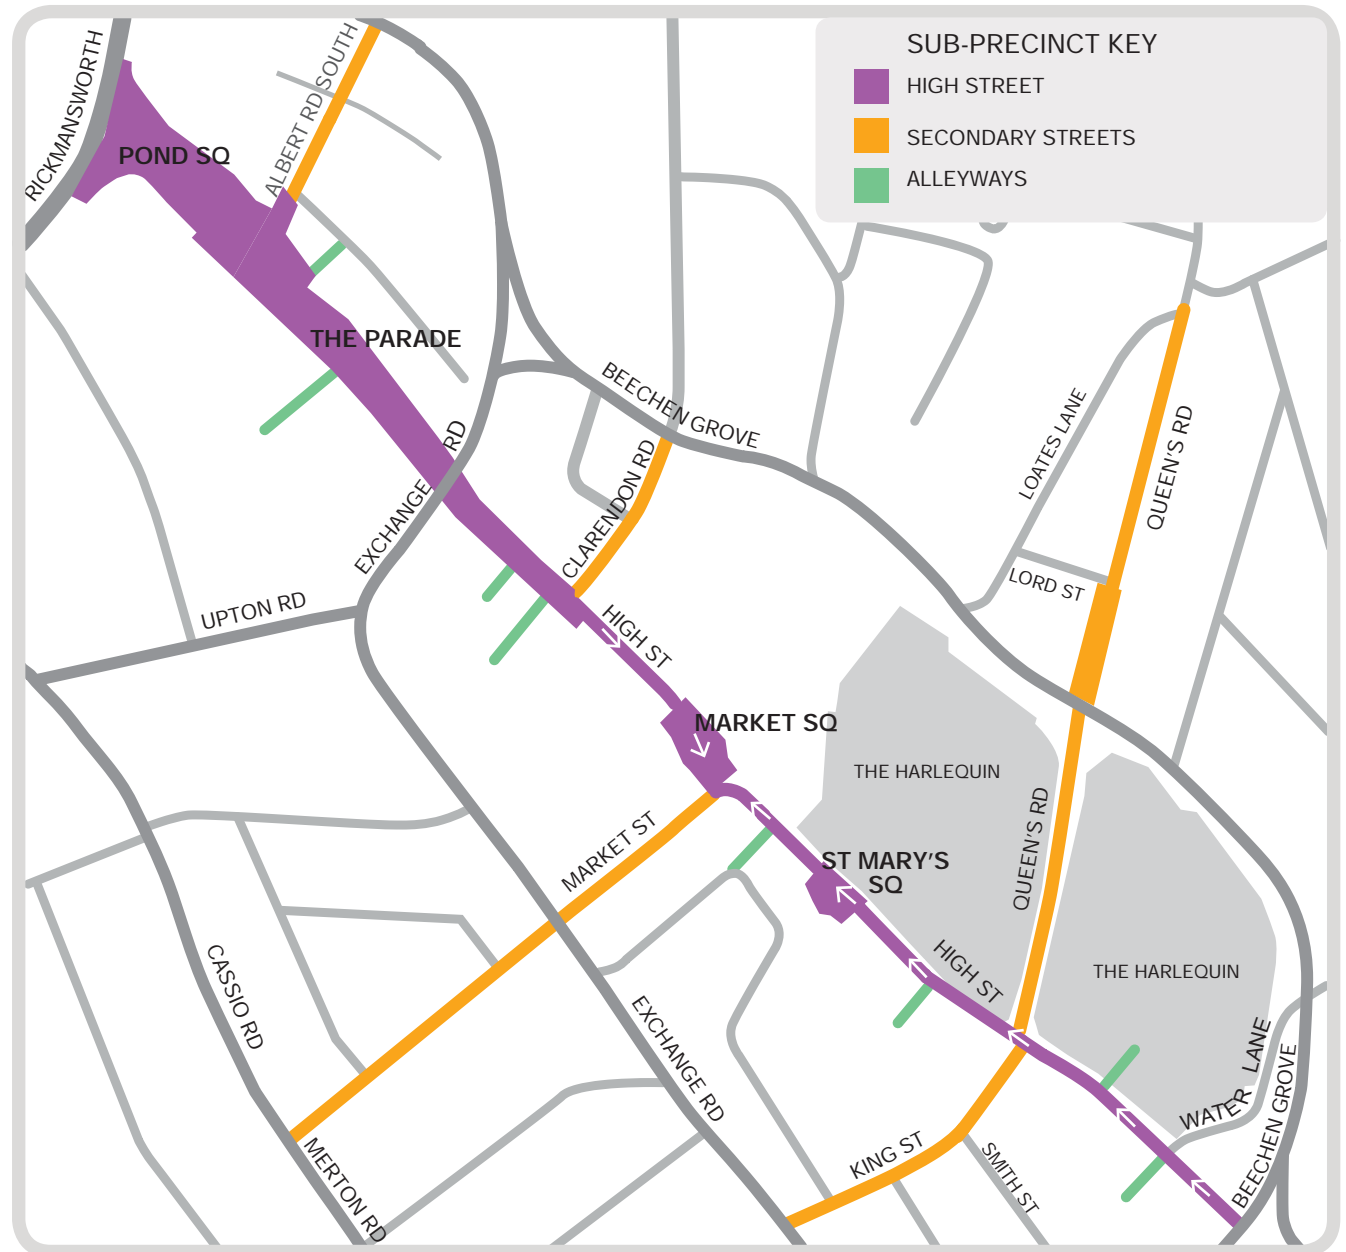 SUB-PRECINCT KEY
HIGH STREET
SECONDARY STREETS
ALLEYWAYS
RICKMANSWORTH
ALBERT RD SOUTH
POND SQ
THE PARADE
BEECHEN GROVE
EXCHANGE RD
CLARENDON RD
LOATES LANE
QUEEN'S RD
LORD ST
UPTON RD
HIGH ST
MARKET SQ
THE HARLEQUIN
QUEEN'S RD
MARKET ST
ST MARY'S
SQ
HIGH ST
THE HARLEQUIN
CASSIO RD
EXCHANGE RD
WATER LANE
BEECHEN GROVE
KING ST
SMITH ST
MERTON RD